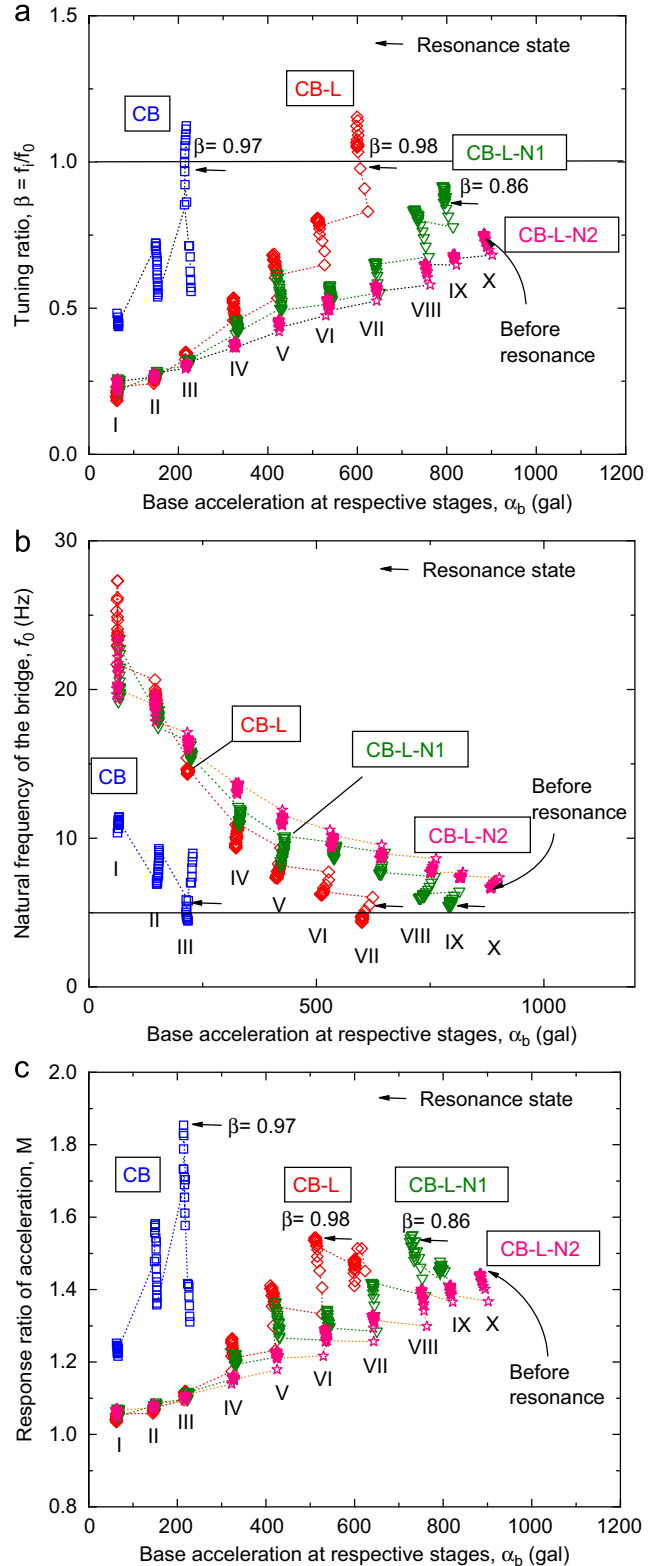 a
1.5
Resonance state
CB
CB-L
β= 0.97
β= 0.98
CB-L-N1
1.0
β= 0.86
CB-L-N2
Tuning ratio, β = fi/f0
0.5
VIII
IX
X
VII
VI
V
Before
resonance
IV
III
II
I
0.0
0 200 400 600 800 1000 1200
Base acceleration at respective stages, αb (gal)
b
30
Resonance state
Natural frequency of the bridge, f0 (Hz)
20
CB-L
CB-L-N1
CB
Before
resonance
10
CB-L-N2
I
IV
V
II
III
VI
VII
VIII
IX
X
0
0 500 1000
Base acceleration at respective stages, αb (gal)
c
2.0
Resonance state
β= 0.97
1.8
CB
CB-L
CB-L-N1
β= 0.98
β= 0.86
1.6
CB-L-N2
Response ratio of acceleration, M
1.4
1.2
VIII
IX
X
VII
VI
V
IV
III
II
I
Before
resonance
1.0
0.8
0 200 400 600 800 1000 1200
Base acceleration at respective stages, αb (gal)